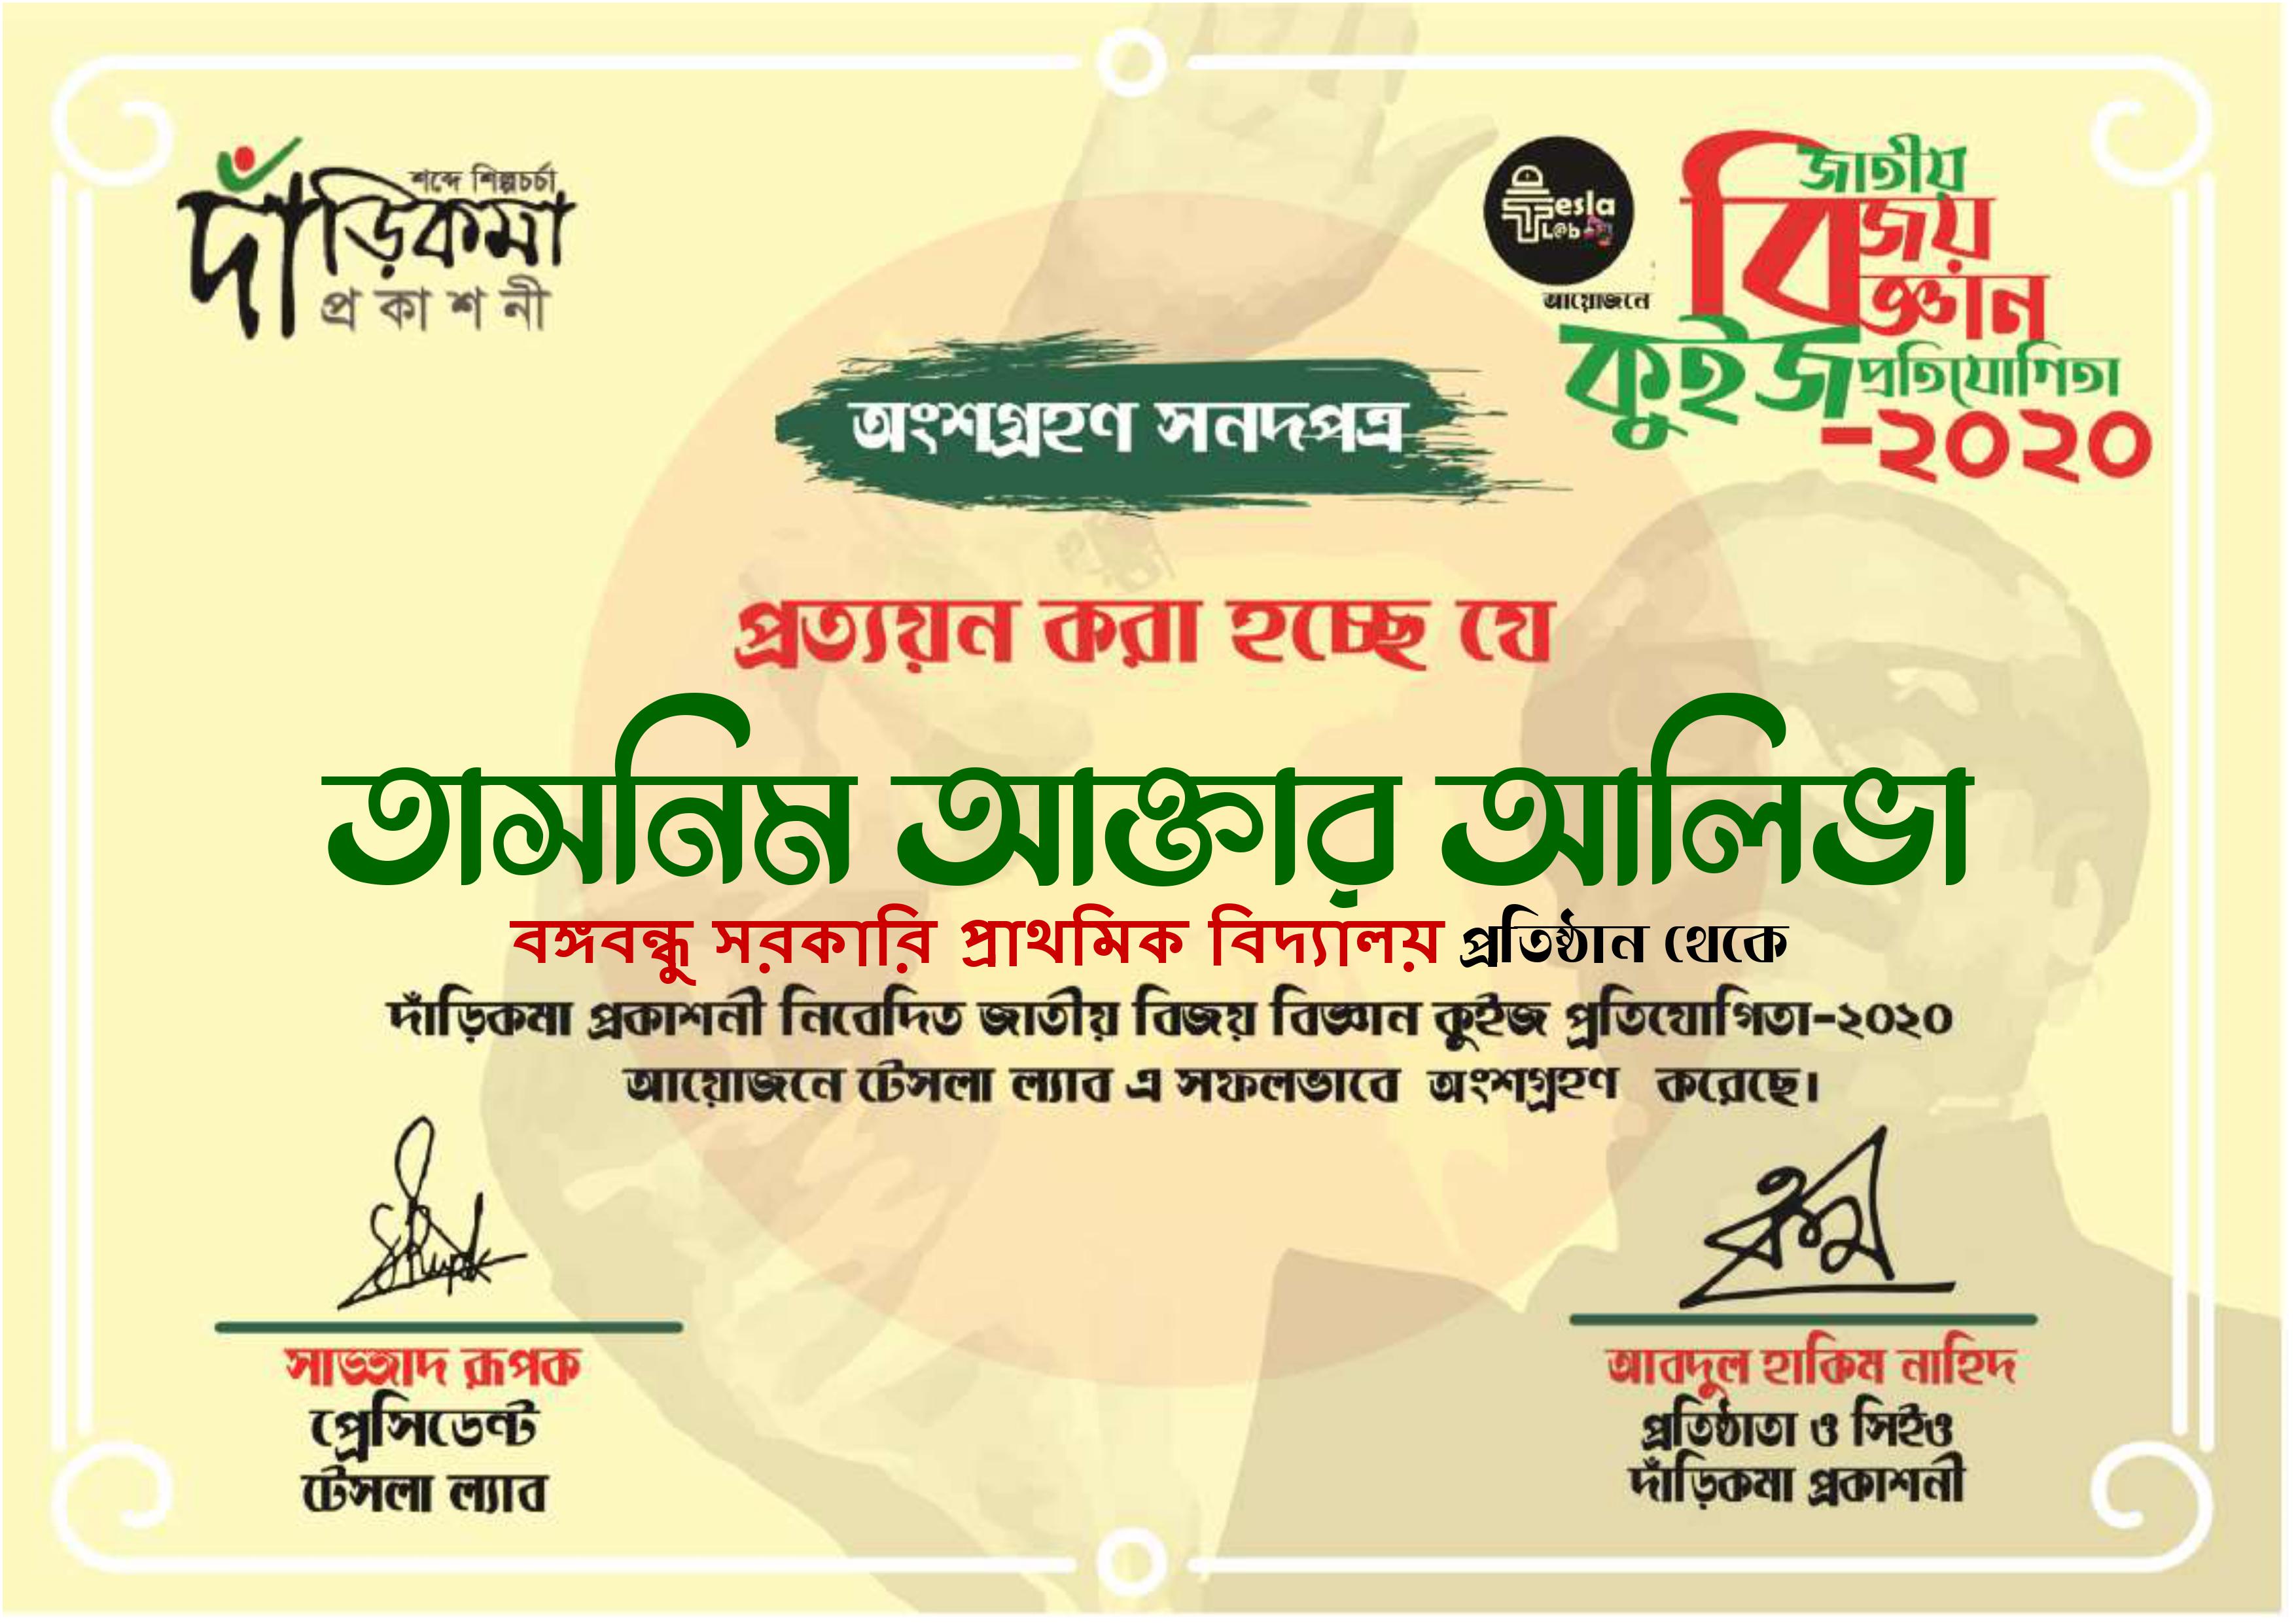 শব্দে শিল্পচর্চা
দাঁড়িকমা
প্রকাশনী
Tesla
L@b
আয়োজনে
জাতীয়
বিজয়
বিজ্ঞান
কুইজ প্রতিযোগিতা
-২০২০
অংশগ্রহণ সনদপত্র
প্রত্যয়ন করা হচ্ছে যে
তাসনিম আক্তার আলিভা
বঙ্গবন্ধু সরকারি প্রাথমিক বিদ্যালয় প্রতিষ্ঠান থেকে
দাঁড়িকমা প্রকাশনী নিবেদিত জাতীয় বিজয় বিজ্ঞান কুইজ প্রতিযোগিতা-২০২০
আয়োজনে টেসলা ল্যাব এ সফলভাবে অংশগ্রহণ করেছে।
সাজ্জাদ রূপক
প্রেসিডেন্ট
টেসলা ল্যাব
আবদুল হাকিম নাহিদ
প্রতিষ্ঠাতা ও সিইও
দাঁড়িকমা প্রকাশনী